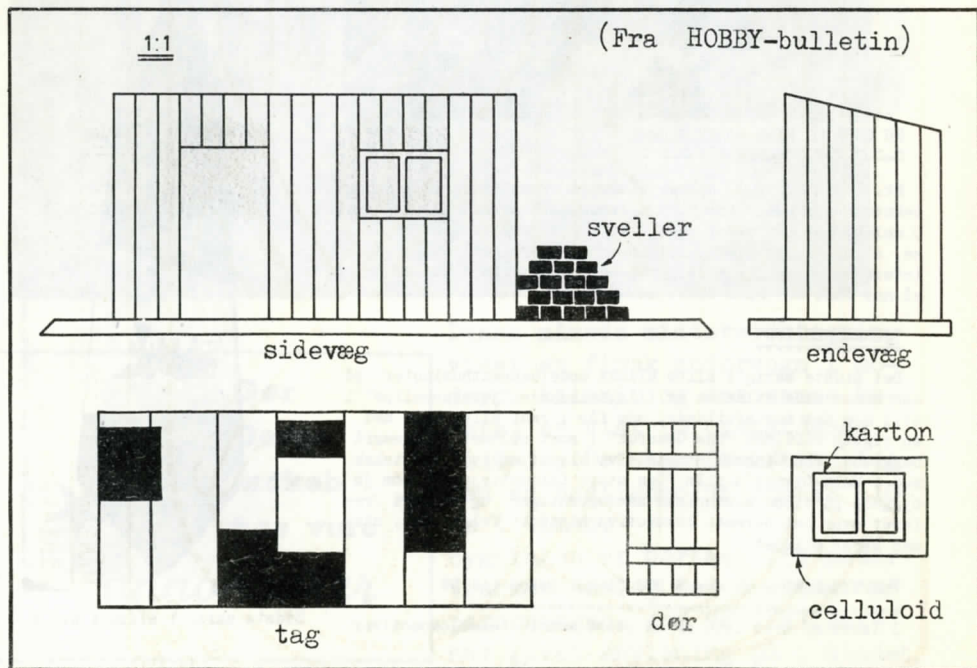 1:1
(Fra HOBBY-bulletin)
sveller
sidevæg
endevæg
karton
tag
dør
celluloid